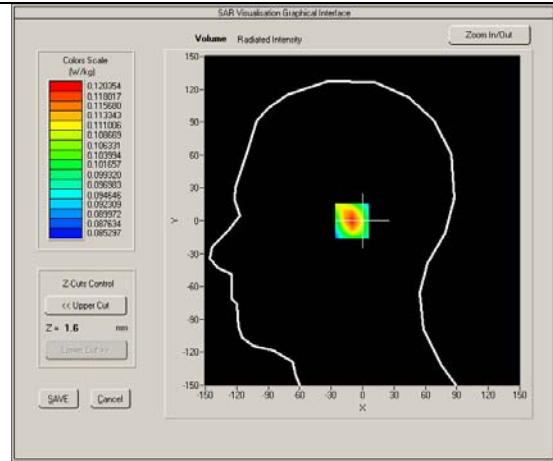 SAR Visualisation Graphical Interface
Volume Radiated Intensity
Zoom In/Out
Colors Scale
(W/kg)
0.120354
0.118017
0.115680
0.113343
0.111006
0.108669
0.106331
0.103994
0.101657
0.099320
0.096983
0.094646
0.092309
0.089972
0.087634
0.085297
Z-Cuts Control
<< Upper Cut
Z = 1.6 mm
Lower Cut >>
SAVE Cancel
150-
120-
90-
60-
30-
Y 0-
-30-
-60-
-90-
-120-
-150-
-150 -120 -90 -60 -30 0 30 60 90 120 150
X